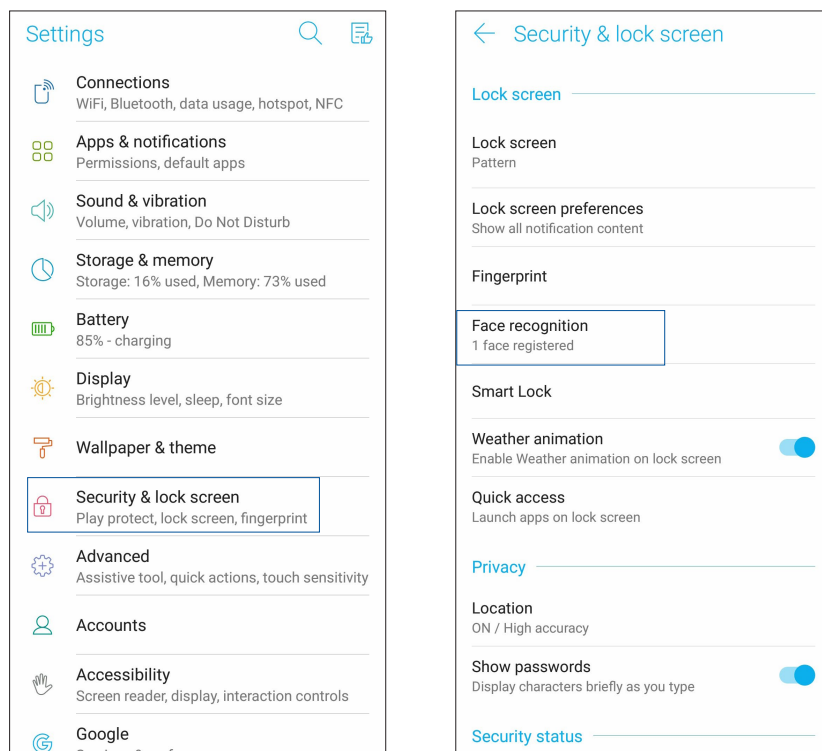 Settings
Connections
WiFi, Bluetooth, data usage, hotspot, NFC
Apps & notifications
Permissions, default apps
Sound & vibration
Volume, vibration, Do Not Disturb
Storage & memory
Storage: 16% used, Memory: 73% used
Battery
85% - charging
Display
Brightness level, sleep, font size
Wallpaper & theme
Security & lock screen
Play protect, lock screen, fingerprint
Advanced
Assistive tool, quick actions, touch sensitivity
Accounts
Accessibility
Screen reader, display, interaction controls
Google
Security & lock screen
Lock screen
Lock screen
Pattern
Lock screen preferences
Show all notification content
Fingerprint
Face recognition
1 face registered
Smart Lock
Weather animation
Enable Weather animation on lock screen
Quick access
Launch apps on lock screen
Privacy
Location
ON / High accuracy
Show passwords
Display characters briefly as you type
Security status